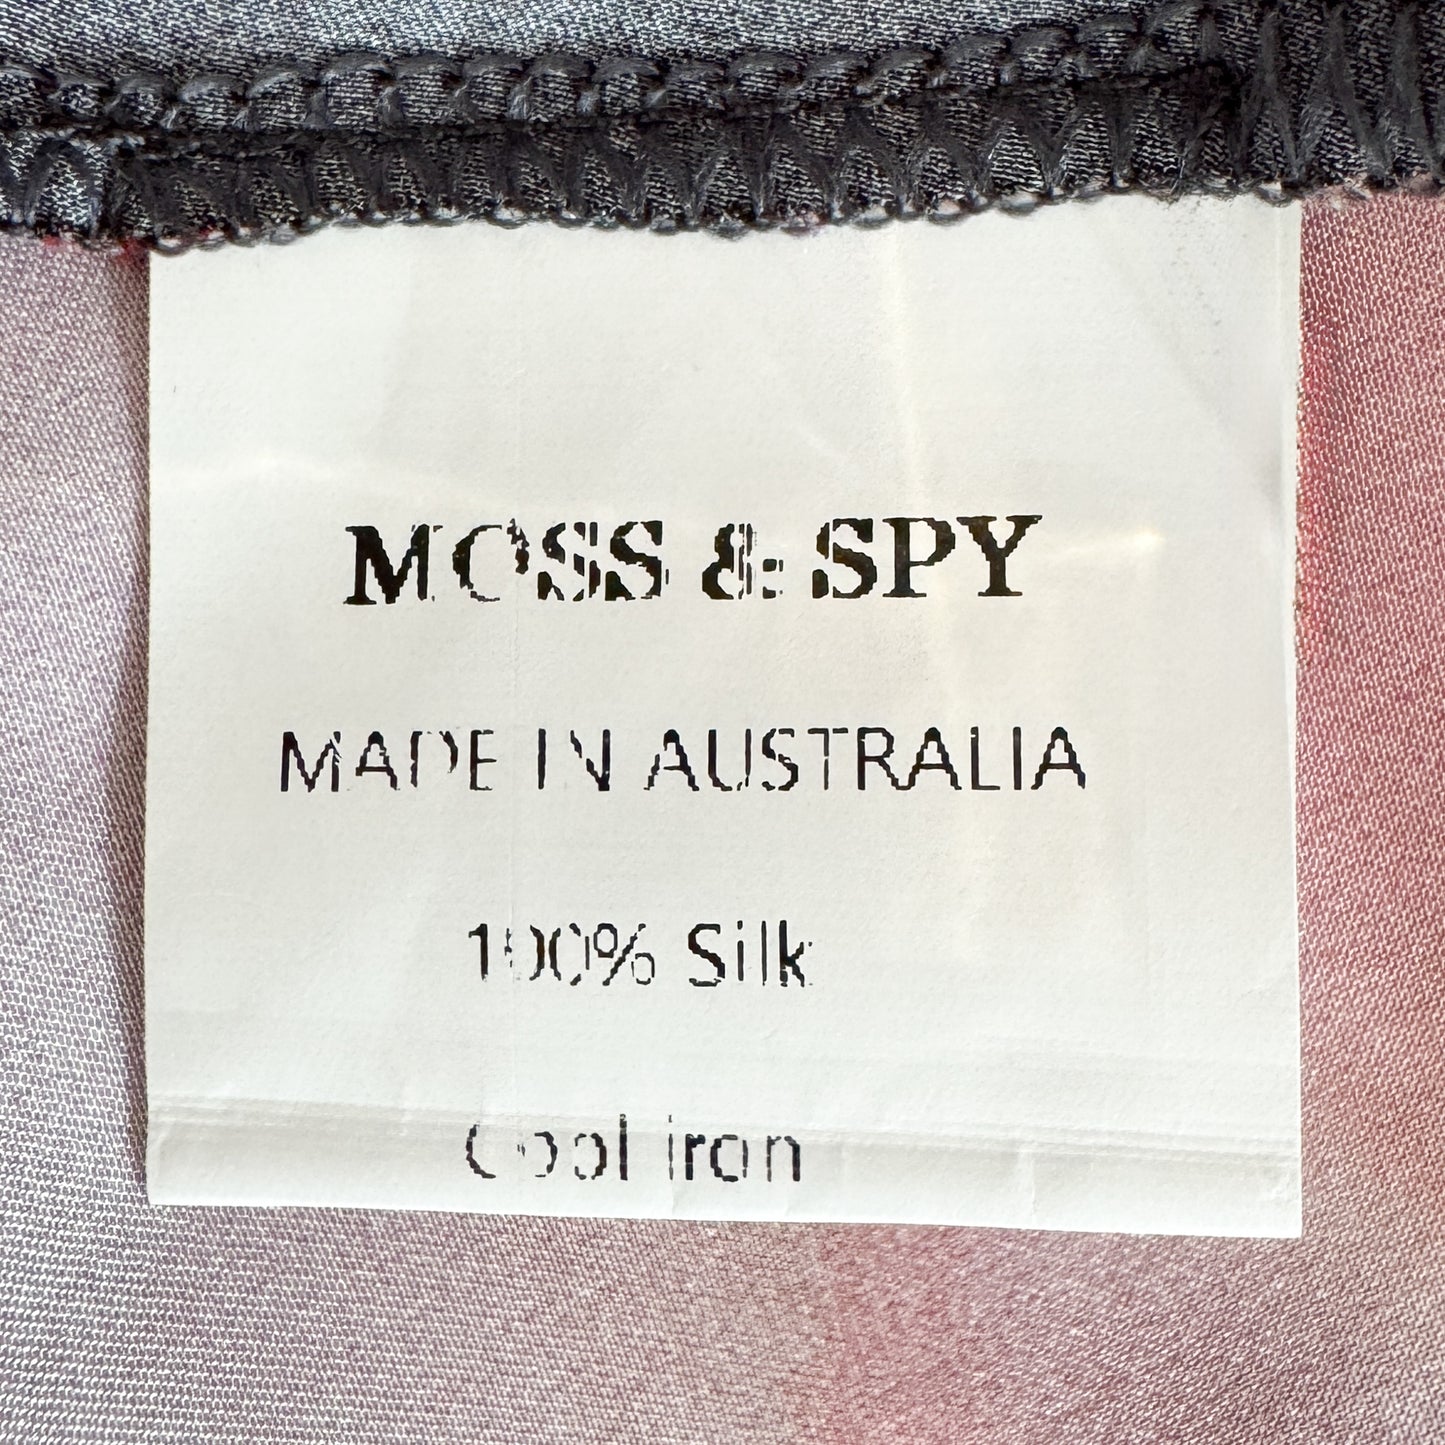 MOSS & SPY
MADE IN AUSTRALIA
100% Silk
Cool iron